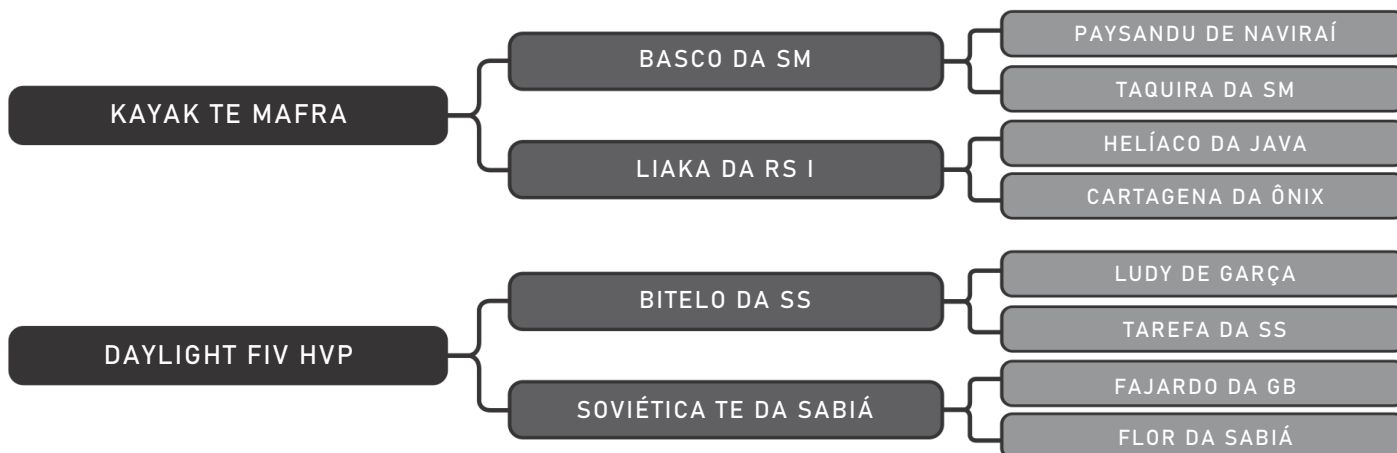 KAYAK TE MAFRA
BASCO DA SM
PAYSANDU DE NAVIRAÍ
TAQUIRA DA SM
LIAKA DA RS I
HELÍACO DA JAVA
CARTAGENA DA ÔNIX
DAYLIGHT FIV HVP
BITELO DA SS
LUDY DE GARÇA
TAREFA DA SS
SOVIÉTICA TE DA SABIÁ
FAJARDO DA GB
FLOR DA SABIÁ